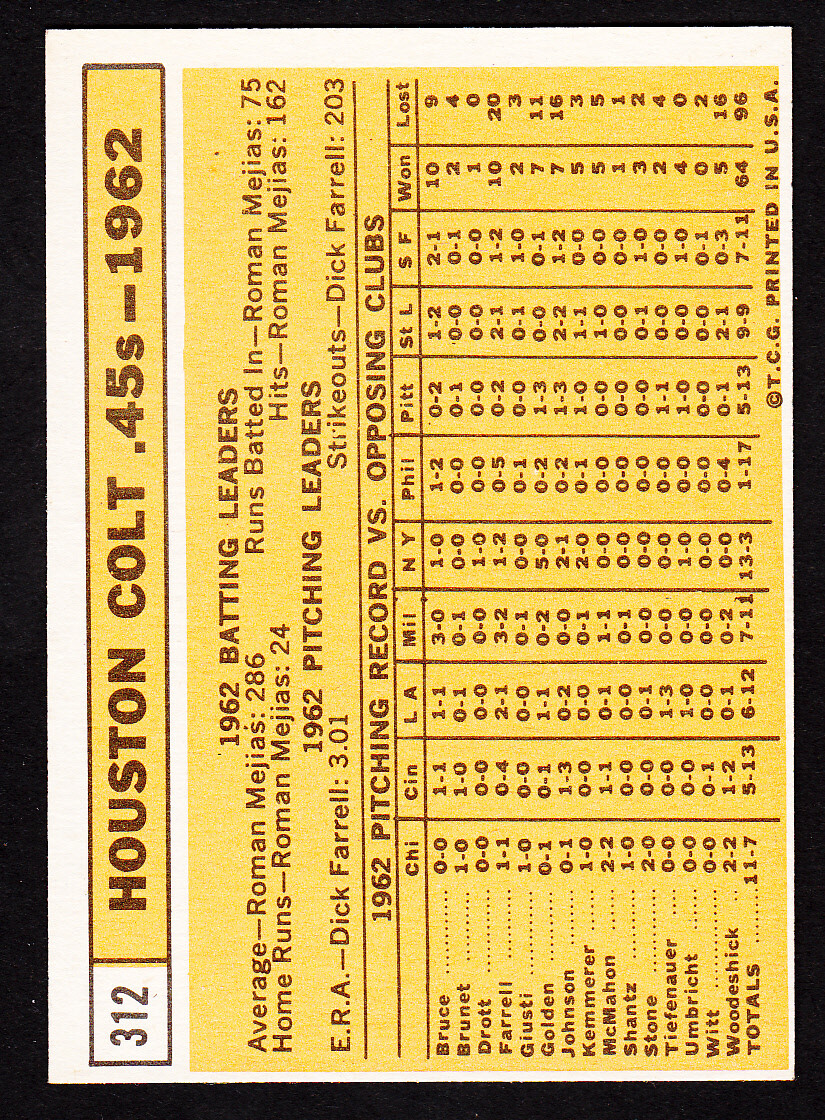 312 HOUSTON COLT .45s—1962
1962 BATTING LEADERS
Average—Roman Mejias: 286 Runs Batted In—Roman Mejias: 75
Home Runs—Roman Mejias: 24 Hits—Roman Mejias: 162
1962 PITCHING LEADERS
E.R.A.—Dick Farrell: 3.01 Strikeouts—Dick Farrell: 203
1962 PITCHING RECORD VS. OPPOSING CLUBS
Chi Cin L A Mil N Y Phil Pitt St L S F Won Lost
Bruce 0-0 1-1 1-1 3-0 1-0 1-2 0-2 1-2 2-1 10 9
Brunet 1-0 1-0 0-1 0-1 0-0 0-0 0-1 0-0 0-1 2 4
Drott 0-0 0-0 0-0 0-0 1-0 0-0 0-0 0-0 0-0 1 0
Farrell 1-1 0-4 2-1 3-2 1-2 0-5 0-2 2-1 1-2 10 20
Giusti 1-0 0-0 0-0 0-1 0-0 0-1 0-0 0-1 1-0 2 3
Golden 0-1 0-1 1-1 0-2 5-0 0-2 1-3 0-0 0-1 7 11
Johnson 0-1 1-3 0-2 0-0 2-1 0-2 1-3 2-2 1-2 7 16
Kemmerer 1-0 0-0 0-0 0-1 2-0 0-1 1-0 1-1 0-0 5 3
McMahon 2-2 1-1 0-1 1-1 0-0 0-0 0-0 1-0 0-0 5 5
Shantz 1-0 0-0 0-0 0-1 0-0 0-0 0-0 0-0 0-0 1 1
Stone 2-0 0-0 0-1 0-0 0-0 0-0 0-0 0-1 1-0 3 2
Tiefenauer 0-0 0-0 1-3 0-0 0-0 0-0 1-1 0-0 0-0 2 4
Umbricht 0-0 0-0 1-0 0-0 1-0 0-0 1-0 0-0 1-0 4 0
Witt 0-0 0-1 0-0 0-0 0-0 0-0 0-0 0-0 0-1 0 2
Woodeshick 2-2 1-2 0-1 0-2 0-0 0-4 0-1 2-1 0-3 5 16
TOTALS 11-7 5-13 6-12 7-11 13-3 1-17 5-13 9-9 7-11 64 96
©T.C.G. PRINTED IN U.S.A.